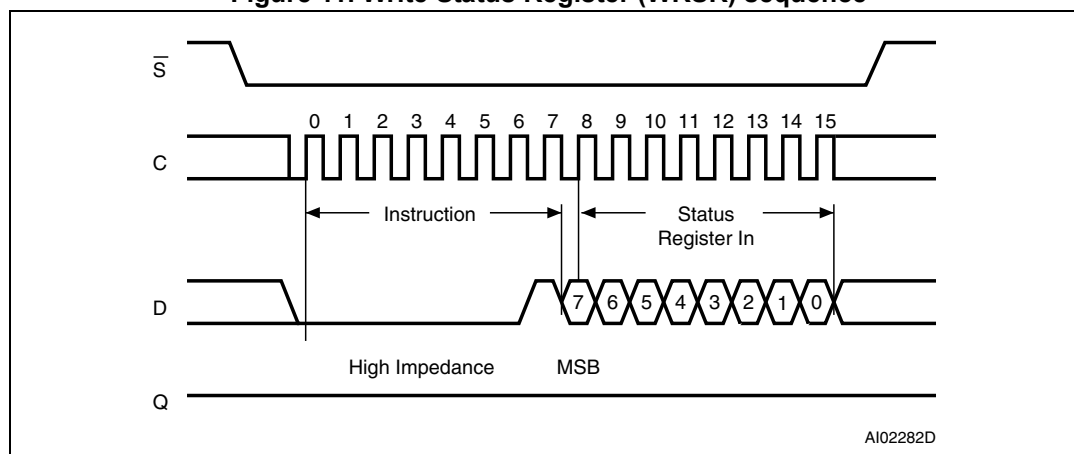 Figure 11. Write Status Register (WRSR) sequence
S
0 1 2 3 4 5 6 7 8 9 10 11 12 13 14 15
C
Instruction
Status
Register In
D
7 6 5 4 3 2 1 0
High Impedance
MSB
Q
AI02282D